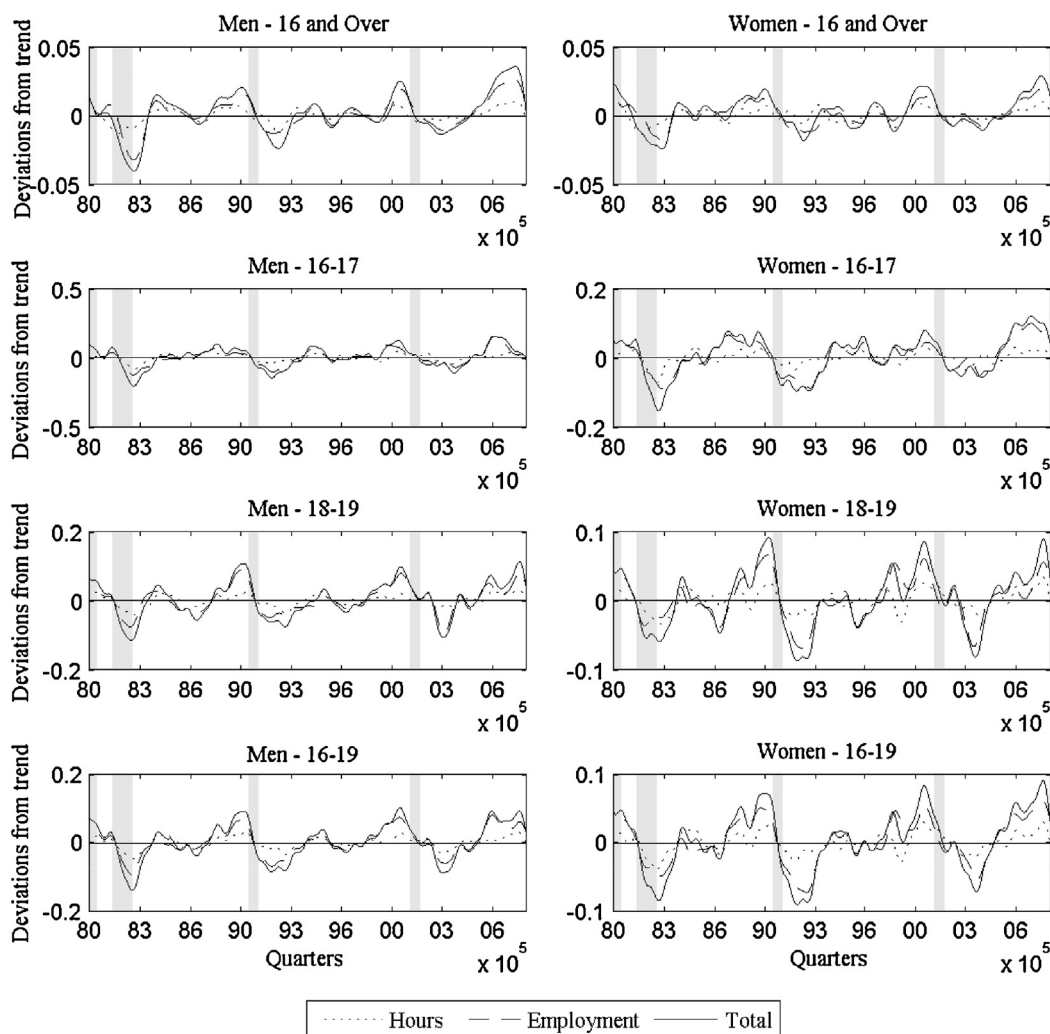 Men - 16 and Over
Women - 16 and Over
Deviations from trend
0.05
0
-0.05
80 83 86 90 93 96 00 03 06
x 10^5
0.05
0
-0.05
80 83 86 90 93 96 00 03 06
x 10^5
Men - 16-17
Women - 16-17
Deviations from trend
0.5
0
-0.5
80 83 86 90 93 96 00 03 06
x 10^5
0.2
0
-0.2
80 83 86 90 93 96 00 03 06
x 10^5
Men - 18-19
Women - 18-19
Deviations from trend
0.2
0
-0.2
80 83 86 90 93 96 00 03 06
x 10^5
0.1
0
-0.1
80 83 86 90 93 96 00 03 06
x 10^5
Men - 16-19
Women - 16-19
Deviations from trend
0.2
0
-0.2
80 83 86 90 93 96 00 03 06
Quarters
x 10^5
0.1
0
-0.1
80 83 86 90 93 96 00 03 06
Quarters
x 10^5
Hours Employment Total